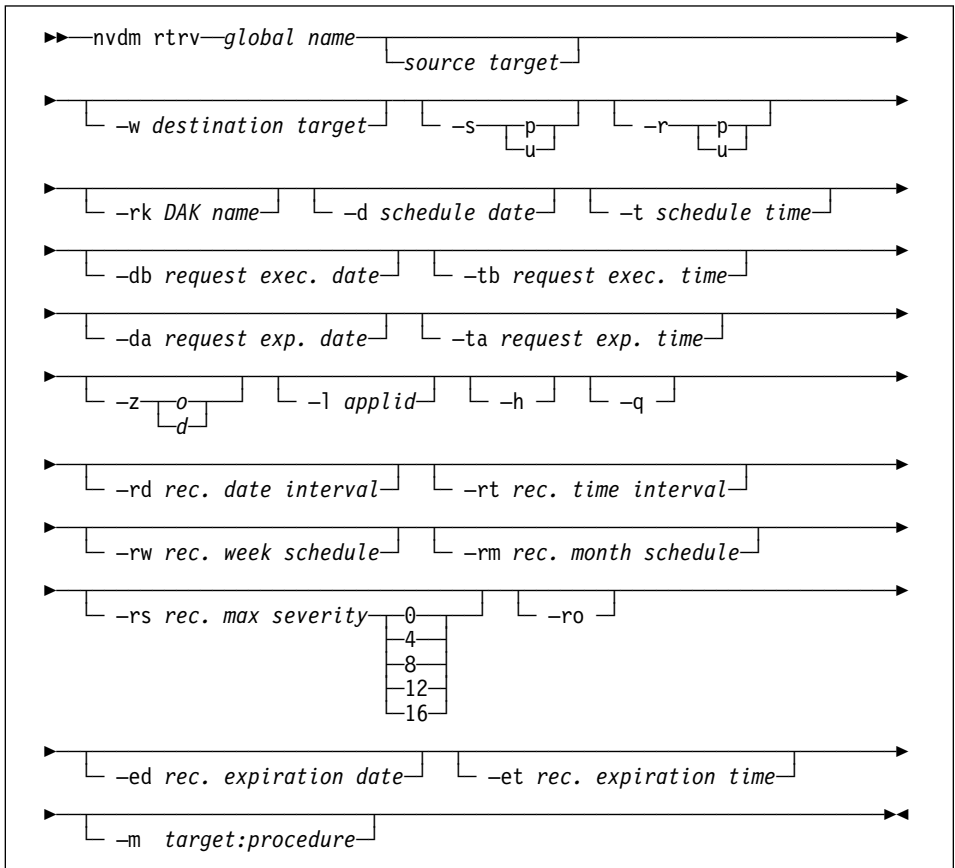 nvdm rtrv global name
source target
-w destination target -s p -r p
u u
-rk DAK name -d schedule date -t schedule time
-db request exec. date -tb request exec. time
-da request exp. date -ta request exp. time
-z o -l applid -h -q
d
-rd rec. date interval -rt rec. time interval
-rw rec. week schedule -rm rec. month schedule
-rs rec. max severity 0 -ro
4
8
12
16
-ed rec. expiration date -et rec. expiration time
-m target:procedure